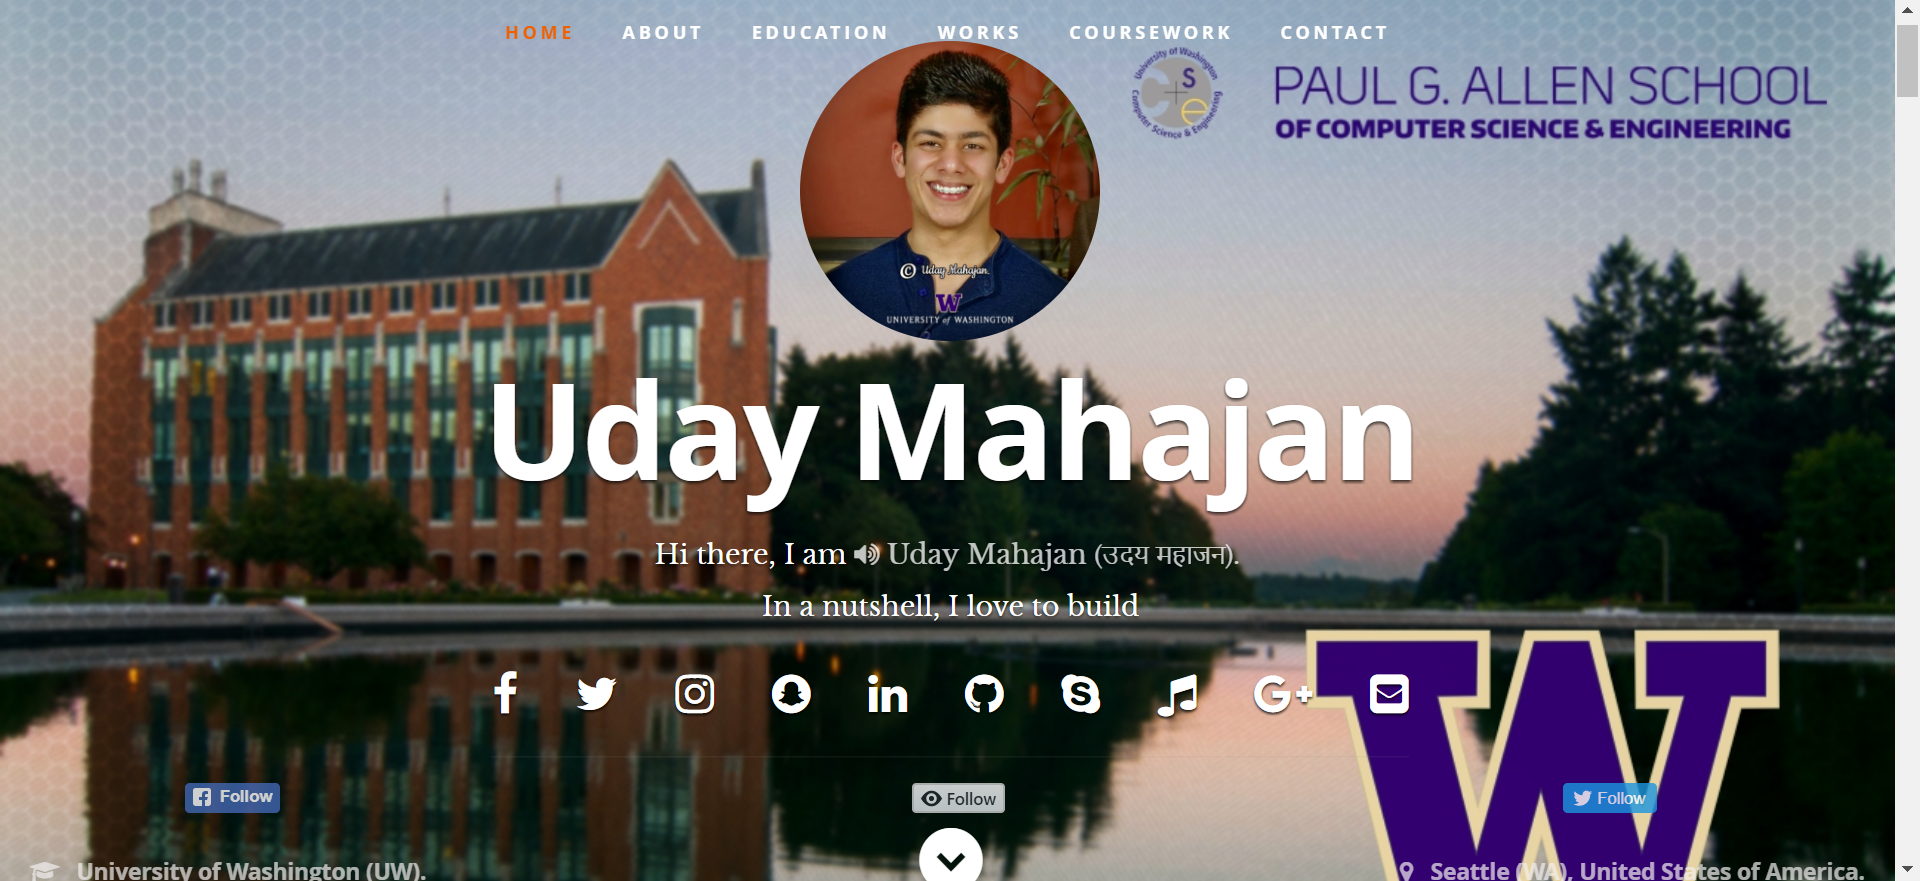 HOME ABOUT EDUCATION WORKS COURSEWORK CONTACT
University of Washington
Computer Science & Engineering
C + s e
PAUL G. ALLEN SCHOOL
OF COMPUTER SCIENCE & ENGINEERING
© Uday Mahajan.
W
UNIVERSITY of WASHINGTON
Uday Mahajan
Hi there, I am Uday Mahajan (उदय महाजन).
In a nutshell, I love to build
W
Follow Follow Follow
University of Washington (UW). Seattle (WA), United States of America.